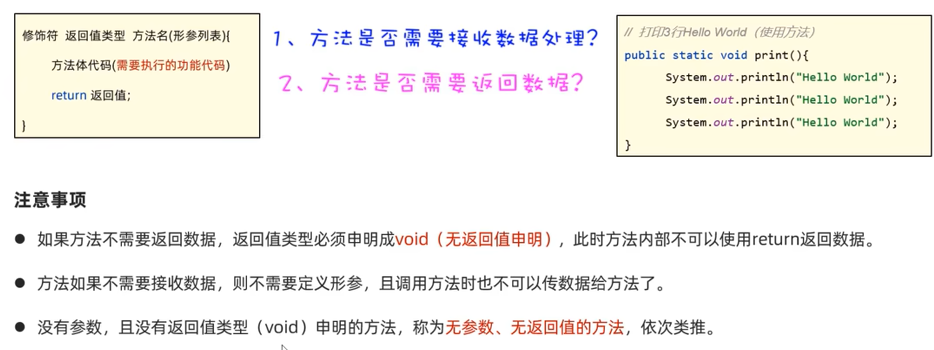 修饰符 返回值类型 方法名(形参列表){
方法体代码(需要执行的功能代码)
return 返回值;
}
1、方法是否需要接收数据处理?
2、方法是否需要返回数据?
// 打印3行Hello World（使用方法）
public static void print(){
System.out.println("Hello World");
System.out.println("Hello World");
System.out.println("Hello World");
}
注意事项
● 如果方法不需要返回数据，返回值类型必须申明成void（无返回值申明），此时方法内部不可以使用return返回数据。
● 方法如果不需要接收数据，则不需要定义形参，且调用方法时也不可以传数据给方法了。
● 没有参数，且没有返回值类型（void）申明的方法，称为无参数、无返回值的方法，依次类推。